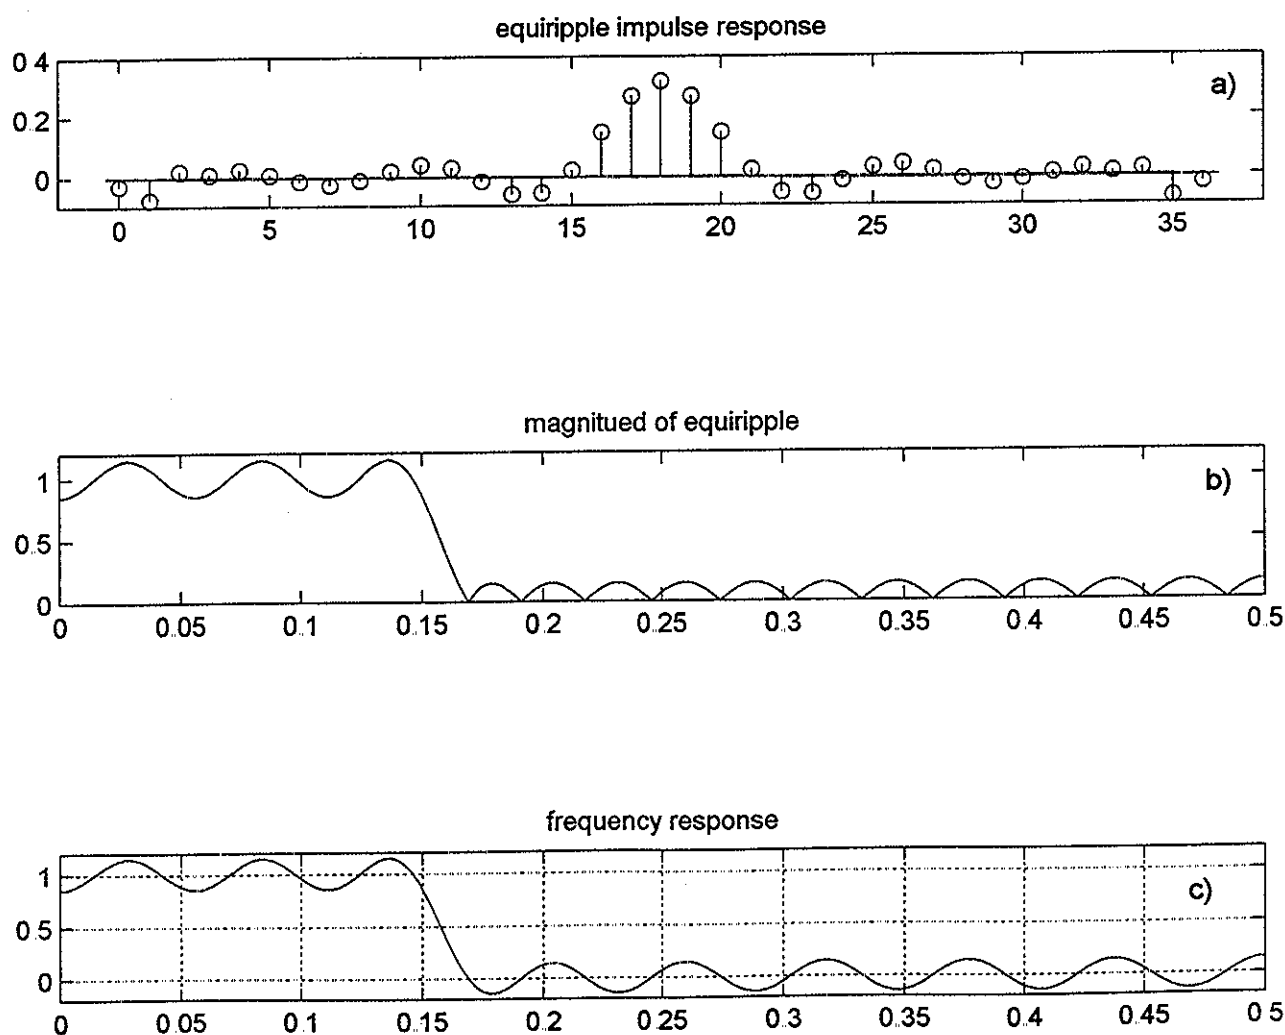 equiripple impulse response
0 4
0.2
0
a)
0 5 10 15 20 25 30 35
magnitued of equiripple
1
0.5
0
b)
0 0.05 0.1 0.15 0.2 0.25 0.3 0.35 0.4 0.45 0.5
frequency response
1
0.5
0
c)
0 0.05 0.1 0.15 0.2 0.25 0.3 0.35 0.4 0.45 0.5